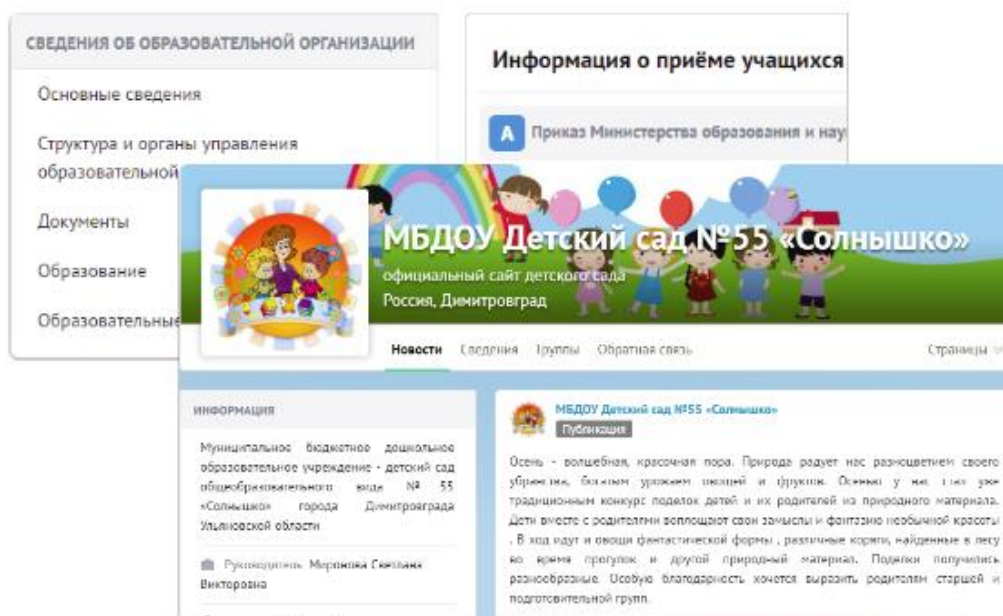 СВЕДЕНИЯ ОБ ОБРАЗОВАТЕЛЬНОЙ ОРГАНИЗАЦИИ
Основные сведения
Структура и органы управления
образовательной
Документы
Образование
Образовательные
Информация о приёме учащихся
А
Приказ Министерства образования и нау
МБДОУ Детский сад №55 «Солнышко»
официальный сайт детского сада
Россия, Димитровград
Новости Сведения Группы Обратная связь Страницы
ИНФОРМАЦИЯ
Муниципальное бюджетное дошкольное
образовательное учреждение - детский сад
общеобразовательного вида № 55
«Солнышко» города Димитровграда
Ульяновской области
Руководитель Миронова Светлана
Викторовна
МБДОУ Детский сад №55 «Солнышко»
Публикация
Осень - волшебная, красочная пора. Природа радует нас разноцветием своего
убранства, богатым урожаем овощей и фруктов. Осенью у нас стал уже
традиционным конкурс поделок детей и их родителей из природного материала.
Дети вместе с родителями воплощают свои замыслы и фантазию необычной красоты
. В ход идут и овощи фантастической формы , различные коряги, найденные в лесу
во время прогулок и другой природный материал. Поделки получились
разнообразные. Особую благодарность хочется выразить родителям старшей и
подготовительной групп.